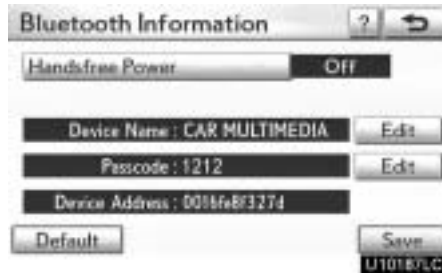 Bluetooth Information ?
Handsfree Power Off
Device Name : CAR MULTIMEDIA Edit
Passcode : 1212 Edit
Device Address : 0016fe8f327d
Default Save
U10187LC